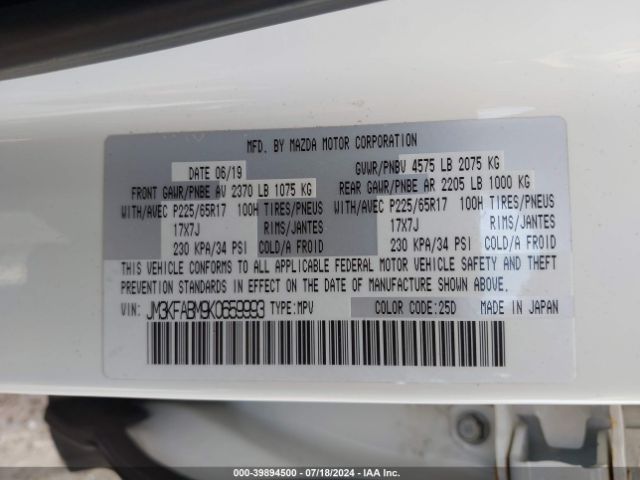 MFD. BY MAZDA MOTOR CORPORATION
DATE 06/19 GVWR/PNBV 4575 LB 2075 KG
FRONT GAWR/PNBE AV 2370 LB 1075 KG REAR GAWR/PNBE AR 2205 LB 1000 KG
WITH/AVEC P225/65R17 100H TIRES/PNEUS WITH/AVEC P225/65R17 100H TIRES/PNEUS
17X7J RIMS/JANTES 17X7J RIMS/JANTES
230 KPA/34 PSI COLD/A FROID 230 KPA/34 PSI COLD/A FROID
THIS VEHICLE CONFORMS TO ALL APPLICABLE FEDERAL MOTOR VEHICLE SAFETY AND THEFT
PREVENTION STANDARDS IN EFFECT ON THE DATE OF MANUFACTURE SHOWN ABOVE.
VIN: JM3KFABM9K0659993 TYPE:MPV COLOR CODE:25D MADE IN JAPAN
000-39894500 / 07/18/2024 - IAA Inc.